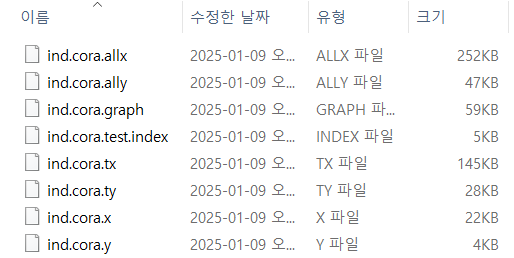 이름 수정한 날짜 유형 크기
ind.cora.allx 2025-01-09 오... ALLX 파일 252KB
ind.cora.ally 2025-01-09 오... ALLY 파일 47KB
ind.cora.graph 2025-01-09 오... GRAPH 파... 59KB
ind.cora.test.index 2025-01-09 오... INDEX 파일 5KB
ind.cora.tx 2025-01-09 오... TX 파일 145KB
ind.cora.ty 2025-01-09 오... TY 파일 28KB
ind.cora.x 2025-01-09 오... X 파일 22KB
ind.cora.y 2025-01-09 오... Y 파일 4KB